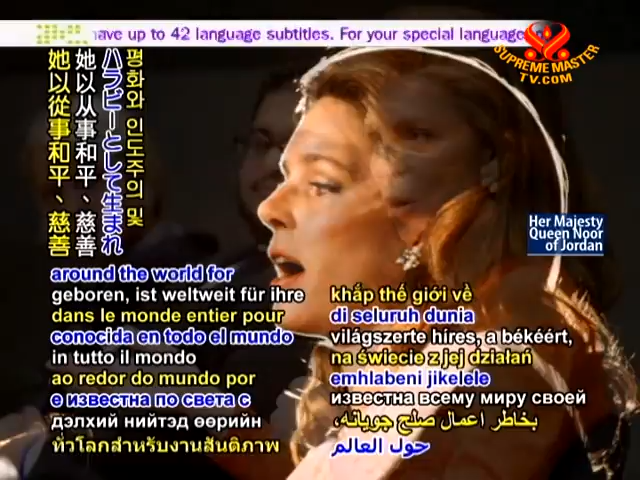 have up to 42 language subtitles. For your special language
SUPREME MASTER
TV.COM
평화와 인도주의 및
ハラビーとして生まれ
她以从事和平、慈善
她以從事和平、慈善
Her Majesty
Queen Noor
of Jordan
around the world for
geboren, ist weltweit für ihre
dans le monde entier pour
conocida en todo el mundo
in tutto il mondo
ao redor do mundo por
е известна по света с
дэлхий нийтэд өөрийн
ทั่วโลกสำหรับงานสันติภาพ
khắp thế giới về
di seluruh dunia
világszerte híres, a békéért,
na świecie z jej działań
emhlabeni jikelele
известна всему миру своей
بخاطر اعمال صلح جویانه،
حول العالم